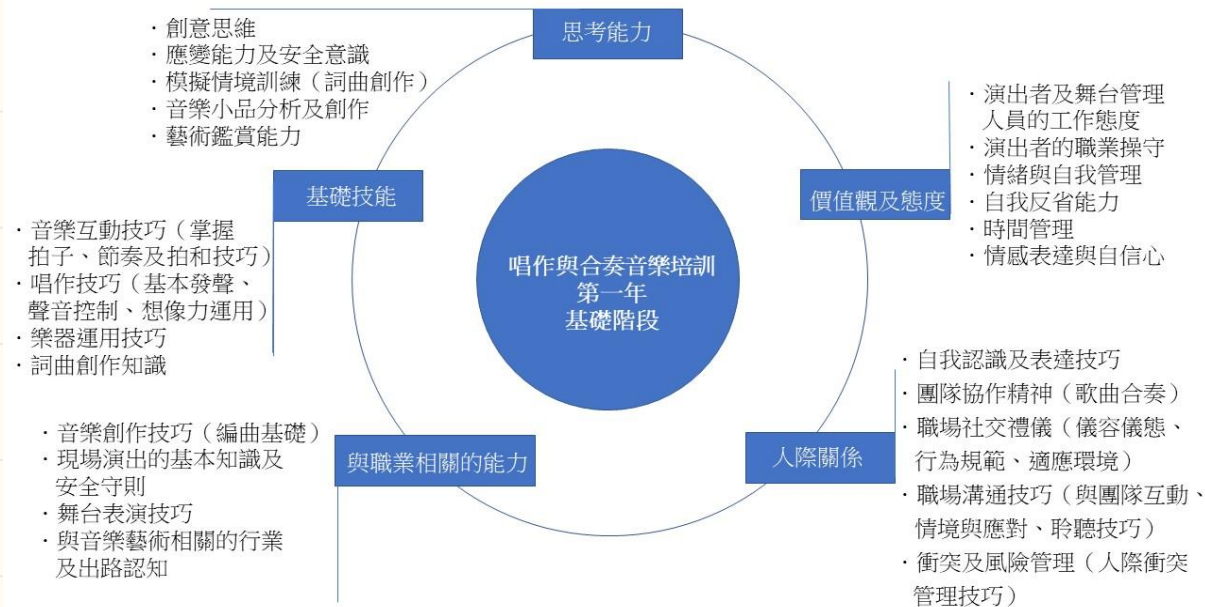 思考能力
・創意思維
・應變能力及安全意識
・模擬情境訓練（詞曲創作）
・音樂小品分析及創作
・藝術鑑賞能力
價值觀及態度
・演出者及舞台管理
人員的工作態度
・演出者的職業操守
・情緒與自我管理
・自我反省能力
・時間管理
・情感表達與自信心
基礎技能
・音樂互動技巧（掌握
拍子、節奏及拍和技巧）
・唱作技巧（基本發聲、
聲音控制、想像力運用）
・樂器運用技巧
・詞曲創作知識
唱作與合奏音樂培訓
第一年
基礎階段
人際關係
・自我認識及表達技巧
・團隊協作精神（歌曲合奏）
・職場社交禮儀（儀容儀態、
行為規範、適應環境）
・職場溝通技巧（與團隊互動、
情境與應對、聆聽技巧）
・衝突及風險管理（人際衝突
管理技巧）
與職業相關的能力
・音樂創作技巧（編曲基礎）
・現場演出的基本知識及
安全守則
・舞台表演技巧
・與音樂藝術相關的行業
及出路認知